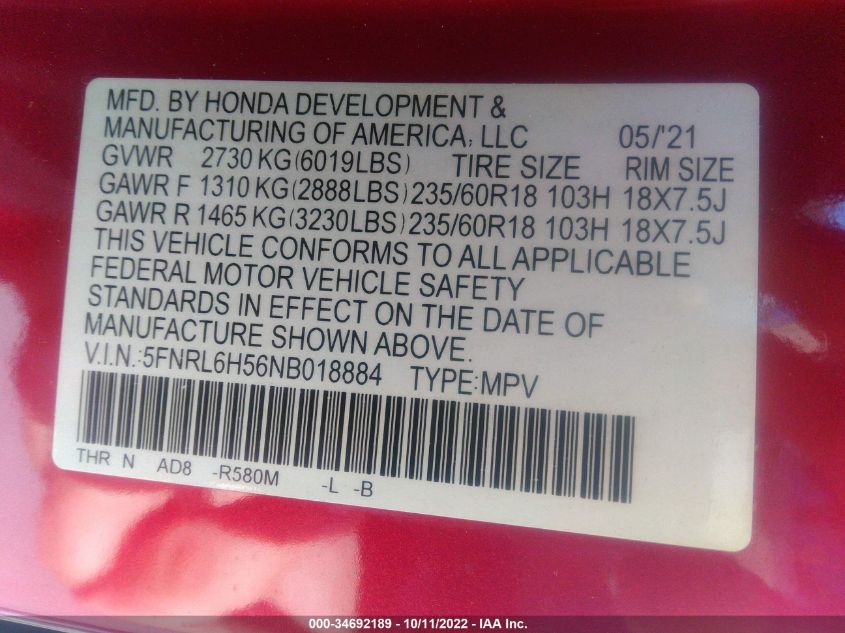 MFD. BY HONDA DEVELOPMENT &
MANUFACTURING OF AMERICA, LLC 05/'21
GVWR 2730 KG (6019LBS) TIRE SIZE RIM SIZE
GAWR F 1310 KG (2888LBS) 235/60R18 103H 18X7.5J
GAWR R 1465 KG (3230LBS) 235/60R18 103H 18X7.5J
THIS VEHICLE CONFORMS TO ALL APPLICABLE
FEDERAL MOTOR VEHICLE SAFETY
STANDARDS IN EFFECT ON THE DATE OF
MANUFACTURE SHOWN ABOVE.
V.I.N.:5FNRL6H56NB018884 TYPE:MPV
THR N AD8 -R580M -L -B
000-34692189 - 10/11/2022 - IAA Inc.